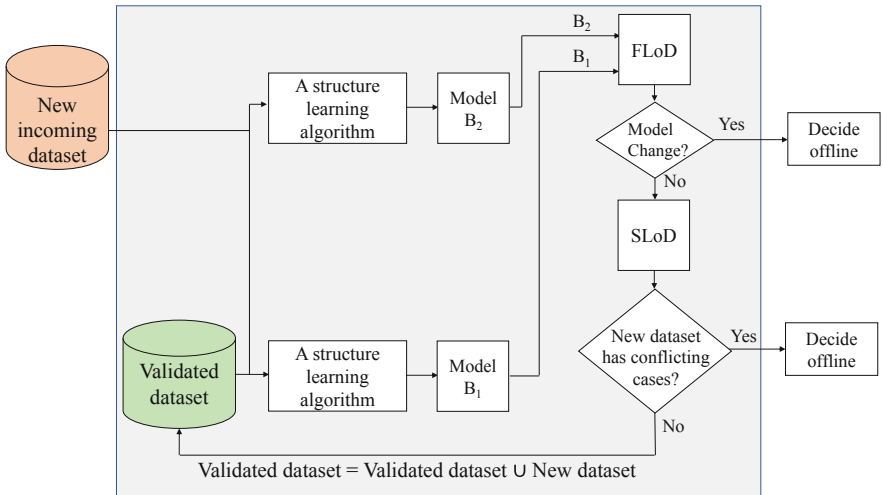 B2
FLoD
B1
New
incoming
dataset
A structure
learning
algorithm
Model
B2
Model
Change?
Yes
Decide
offline
No
SLoD
Validated
dataset
A structure
learning
algorithm
Model
B1
New dataset
has conflicting
cases?
Yes
Decide
offline
No
Validated dataset = Validated dataset ∪ New dataset